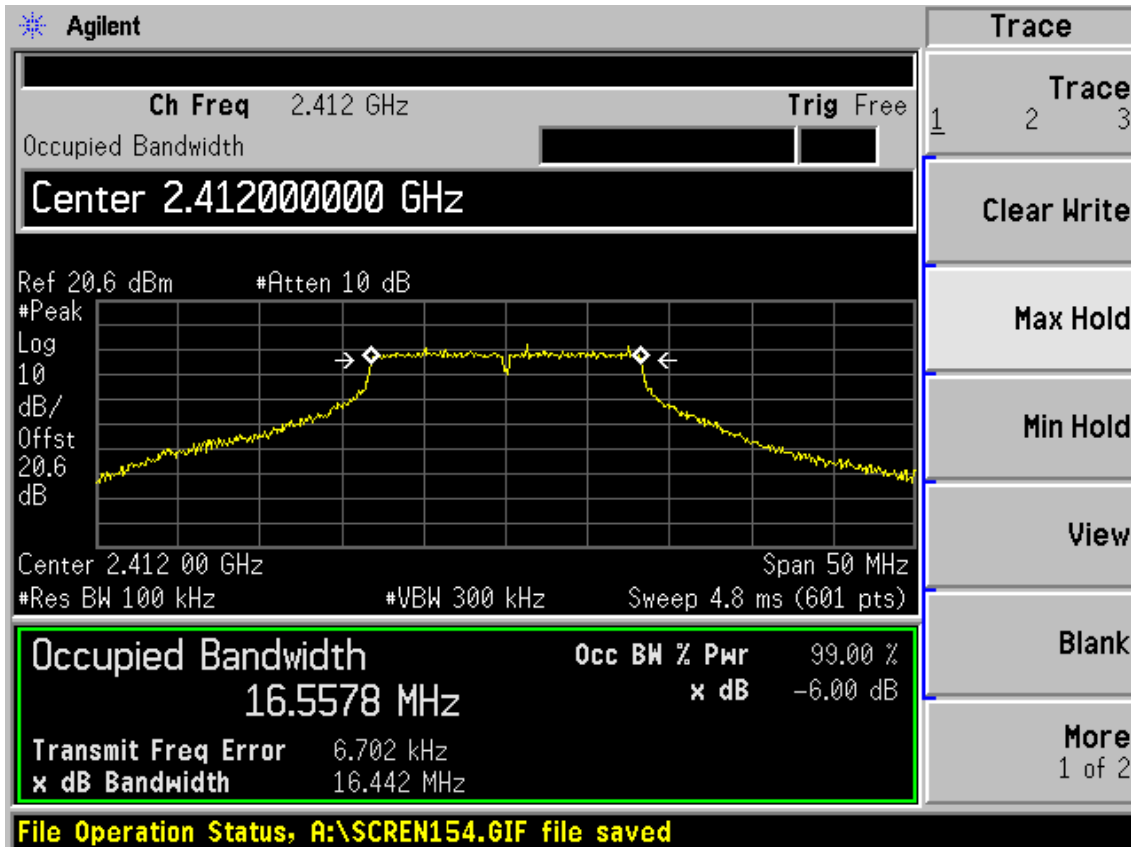 Agilent
Ch Freq 2.412 GHz Trig Free
Occupied Bandwidth
Center 2.412000000 GHz
Ref 20.6 dBm #Atten 10 dB
#Peak
Log
10
dB/
Offst
20.6
dB
Center 2.412 00 GHz Span 50 MHz
#Res BW 100 kHz #VBW 300 kHz Sweep 4.8 ms (601 pts)
Occupied Bandwidth
16.5578 MHz
Occ BW % Pwr 99.00 %
x dB -6.00 dB
Transmit Freq Error 6.702 kHz
x dB Bandwidth 16.442 MHz
File Operation Status, A:\SCREN154.GIF file saved
Trace
Trace
1 2 3
Clear Write
Max Hold
Min Hold
View
Blank
More
1 of 2